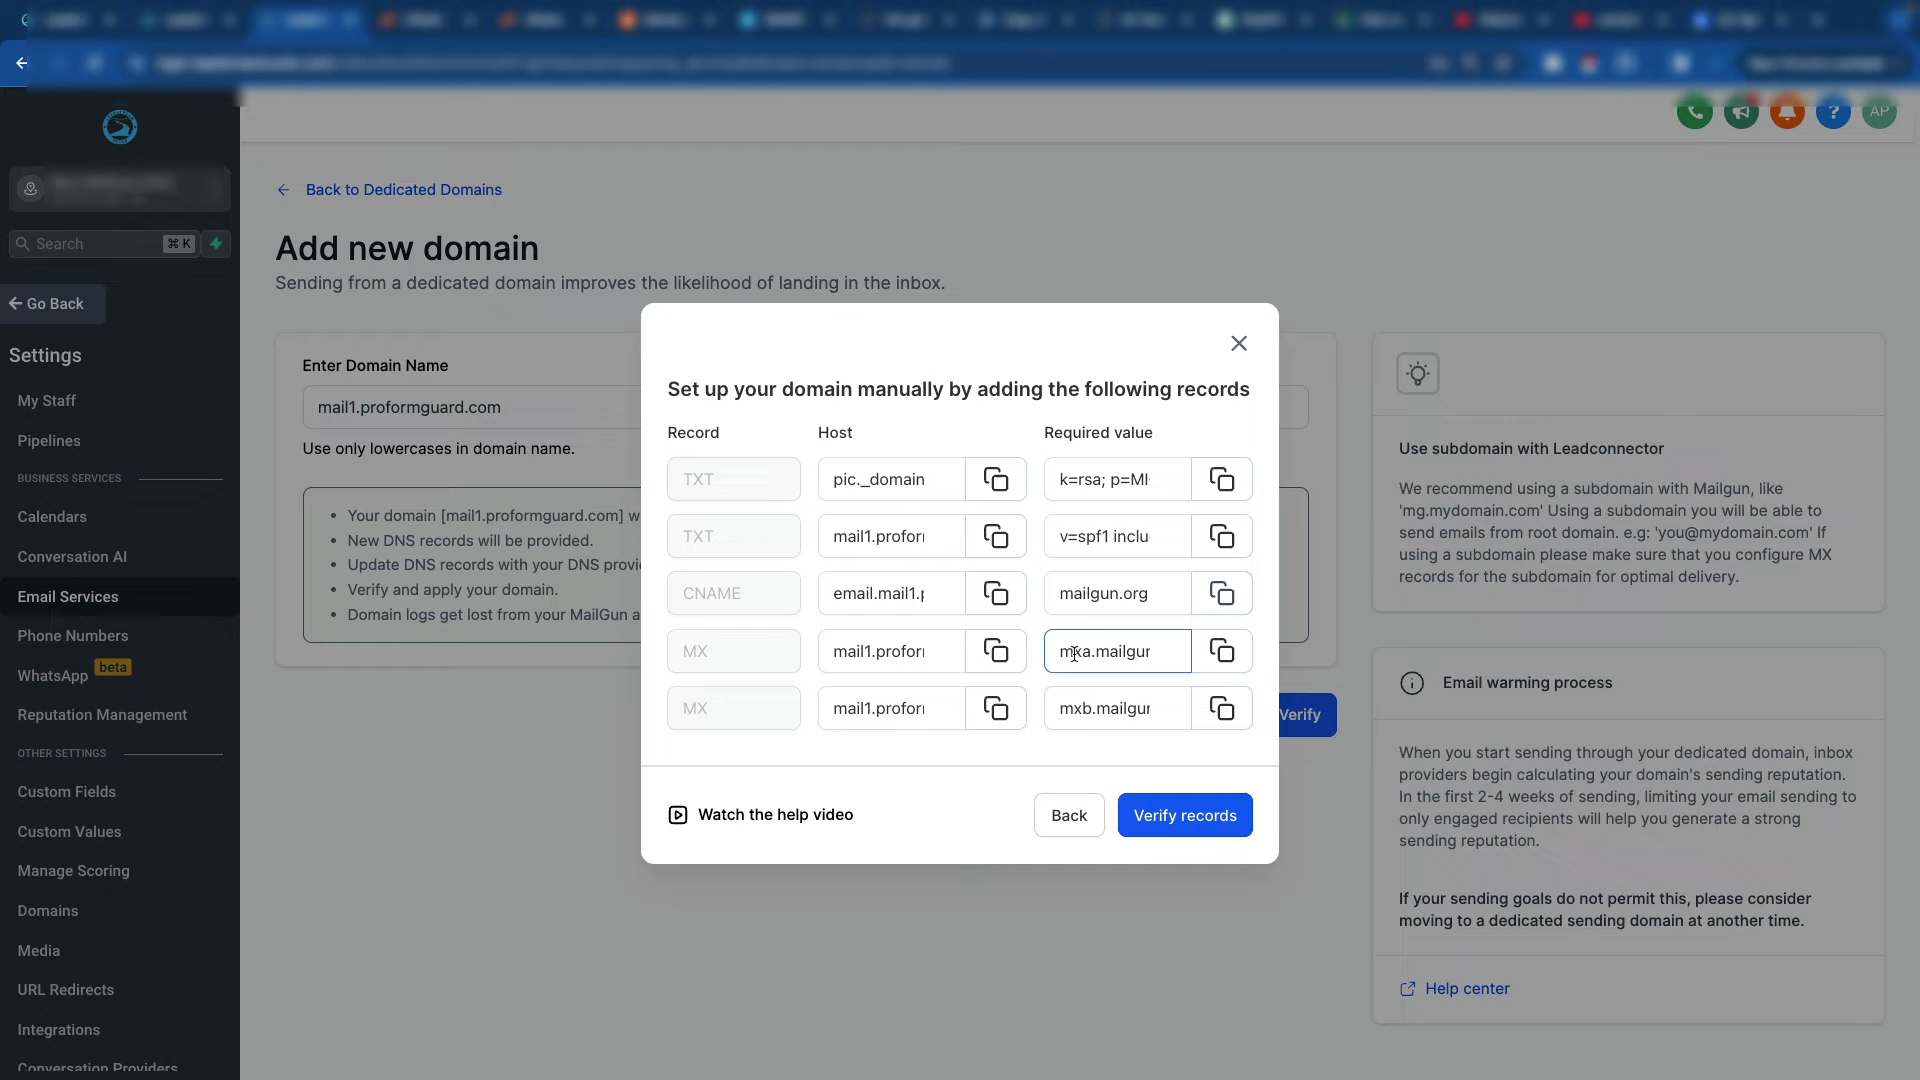 AP
Search
⌘ K
Go Back
Settings
My Staff
Pipelines
BUSINESS SERVICES
Calendars
Conversation AI
Email Services
Phone Numbers
WhatsApp beta
Reputation Management
OTHER SETTINGS
Custom Fields
Custom Values
Manage Scoring
Domains
Media
URL Redirects
Integrations
Conversation Providers
Back to Dedicated Domains
Add new domain
Sending from a dedicated domain improves the likelihood of landing in the inbox.
Enter Domain Name
mail1.proformguard.com
Use only lowercases in domain name.
• Your domain [mail1.proformguard.com] w
• New DNS records will be provided.
• Update DNS records with your DNS provi
• Verify and apply your domain.
• Domain logs get lost from your MailGun a
Verify
Set up your domain manually by adding the following records
Record Host Required value
TXT pic._domain k=rsa; p=MI
TXT mail1.profor v=spf1 inclu
CNAME email.mail1.p mailgun.org
MX mail1.profor mxa.mailgur
MX mail1.profor mxb.mailgur
Watch the help video
Back
Verify records
Use subdomain with Leadconnector
We recommend using a subdomain with Mailgun, like
'mg.mydomain.com' Using a subdomain you will be able to
send emails from root domain. e.g: 'you@mydomain.com' If
using a subdomain please make sure that you configure MX
records for the subdomain for optimal delivery.
Email warming process
When you start sending through your dedicated domain, inbox
providers begin calculating your domain's sending reputation.
In the first 2-4 weeks of sending, limiting your email sending to
only engaged recipients will help you generate a strong
sending reputation.
If your sending goals do not permit this, please consider
moving to a dedicated sending domain at another time.
Help center